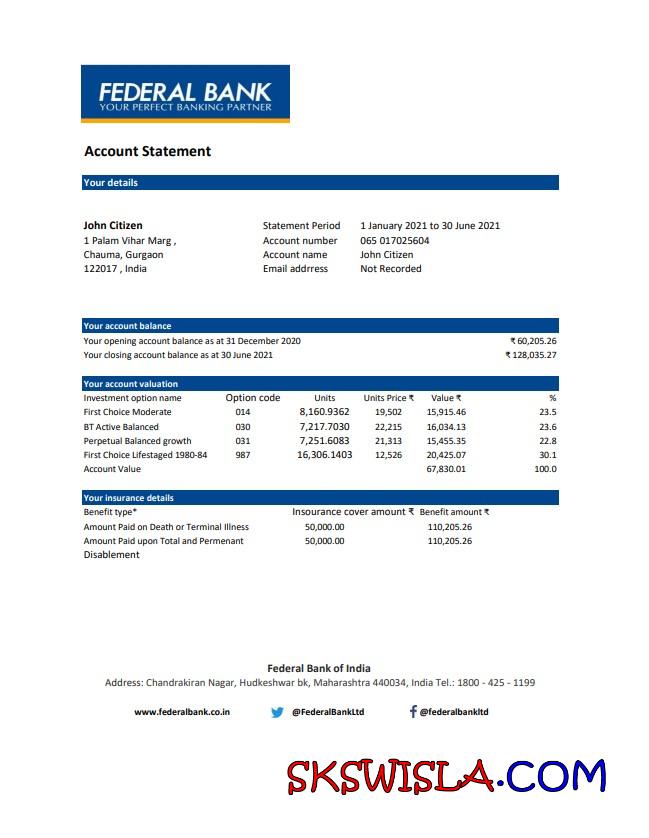 FEDERAL BANK
YOUR PERFECT BANKING PARTNER
Account Statement
Your details
John Citizen Statement Period 1 January 2021 to 30 June 2021
1 Palam Vihar Marg , Account number 065 017025604
Chauma, Gurgaon Account name John Citizen
122017 , India Email addrress Not Recorded
Your account balance
Your opening account balance as at 31 December 2020 ₹ 60,205.26
Your closing account balance as at 30 June 2021 ₹ 128,035.27
Your account valuation
Investment option name Option code Units Units Price ₹ Value ₹ %
First Choice Moderate 014 8,160.9362 19,502 15,915.46 23.5
BT Active Balanced 030 7,217.7030 22,215 16,034.13 23.6
Perpetual Balanced growth 031 7,251.6083 21,313 15,455.35 22.8
First Choice Lifestaged 1980-84 987 16,306.1403 12,526 20,425.07 30.1
Account Value 67,830.01 100.0
Your insurance details
Benefit type* Insourance cover amount ₹ Benefit amount ₹
Amount Paid on Death or Terminal Illness 50,000.00 110,205.26
Amount Paid upon Total and Permenant 50,000.00 110,205.26
Disablement
Federal Bank of India
Address: Chandrakiran Nagar, Hudkeshwar bk, Maharashtra 440034, India Tel.: 1800 - 425 - 1199
www.federalbank.co.in @FederalBankLtd @federalbankltd
SKSWISLA.COM